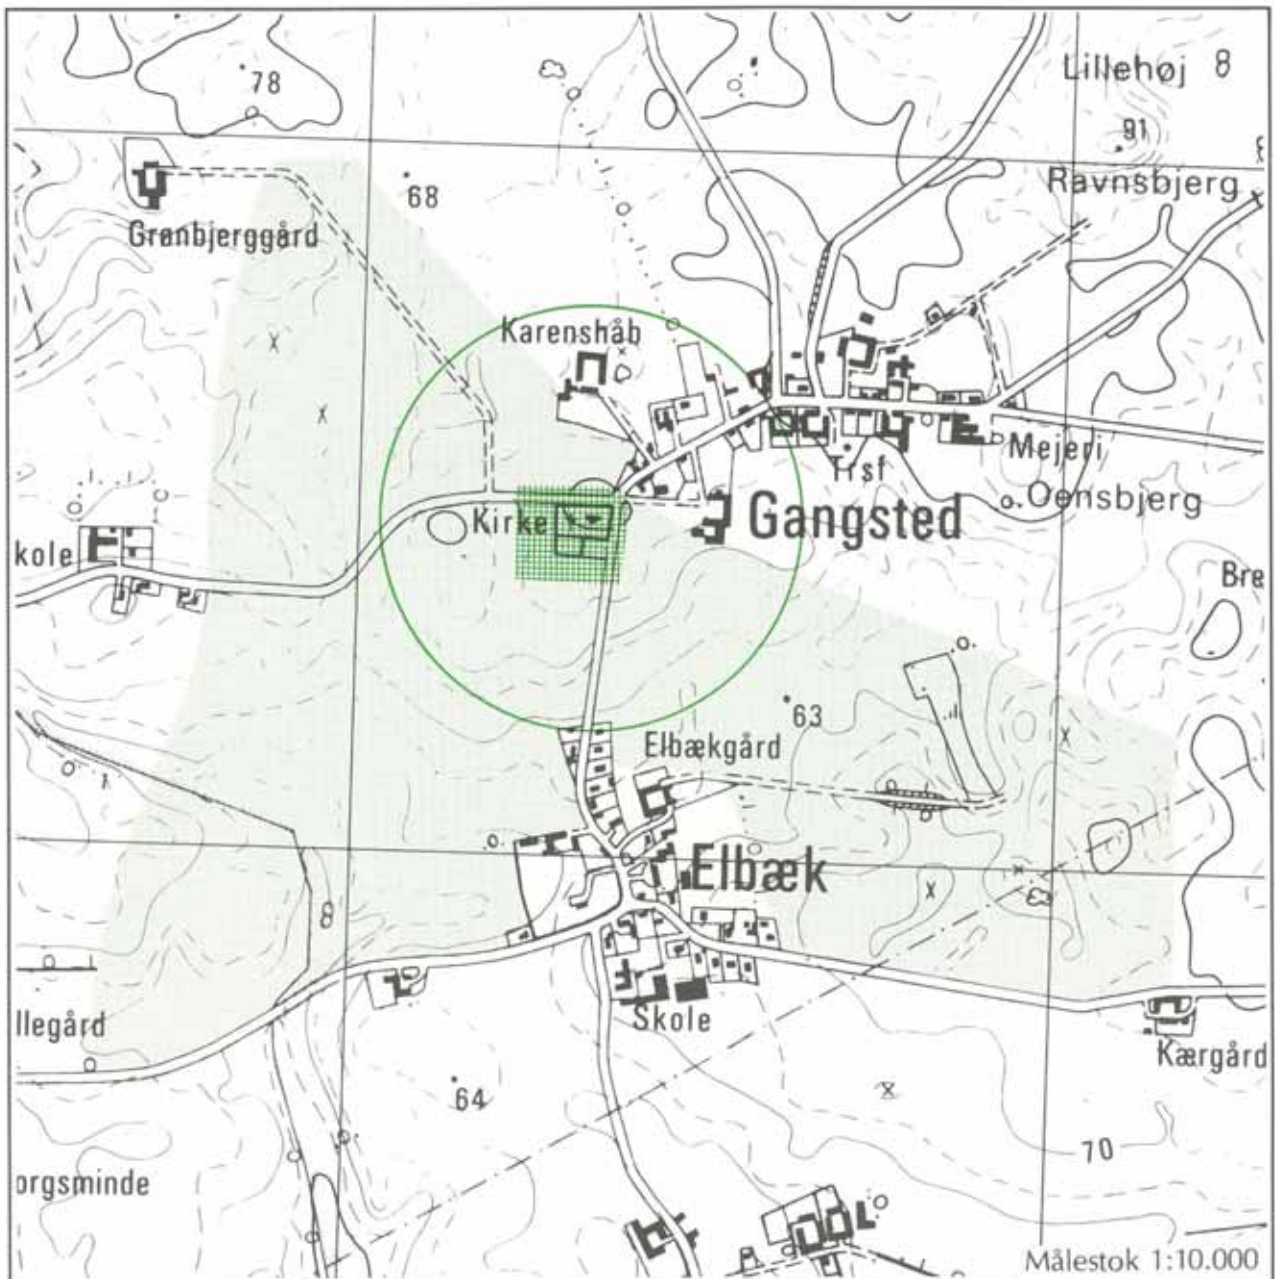 78
Lillehøj 8
91
68
Ravnsbjerg
Grønbjerggård
Karenshåb
Mejeri
Trsf
Oensbjerg
Kirke
Gangsted
kole
Bre
63
Elbækgård
Elbæk
Skole
llegård
Kærgård
64
70
orgsminde
Målestok 1:10.000